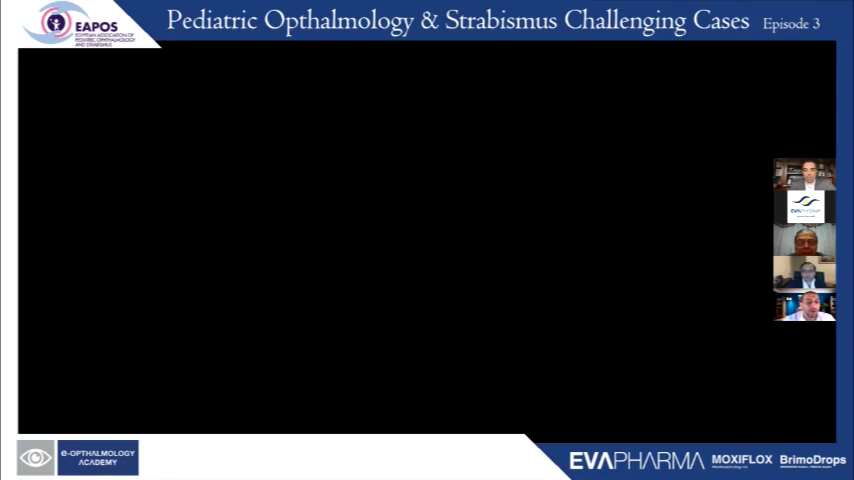 EAPOS
EGYPTIAN ASSOCIATION OF
PEDIATRIC OPHTHALMOLOGY
AND STRABISMUS
Pediatric Opthalmology & Strabismus Challenging Cases Episode 3
e-OPTHALMOLOGY
ACADEMY
EVAPHARMA
MOXIFLOX
BrimoDrops